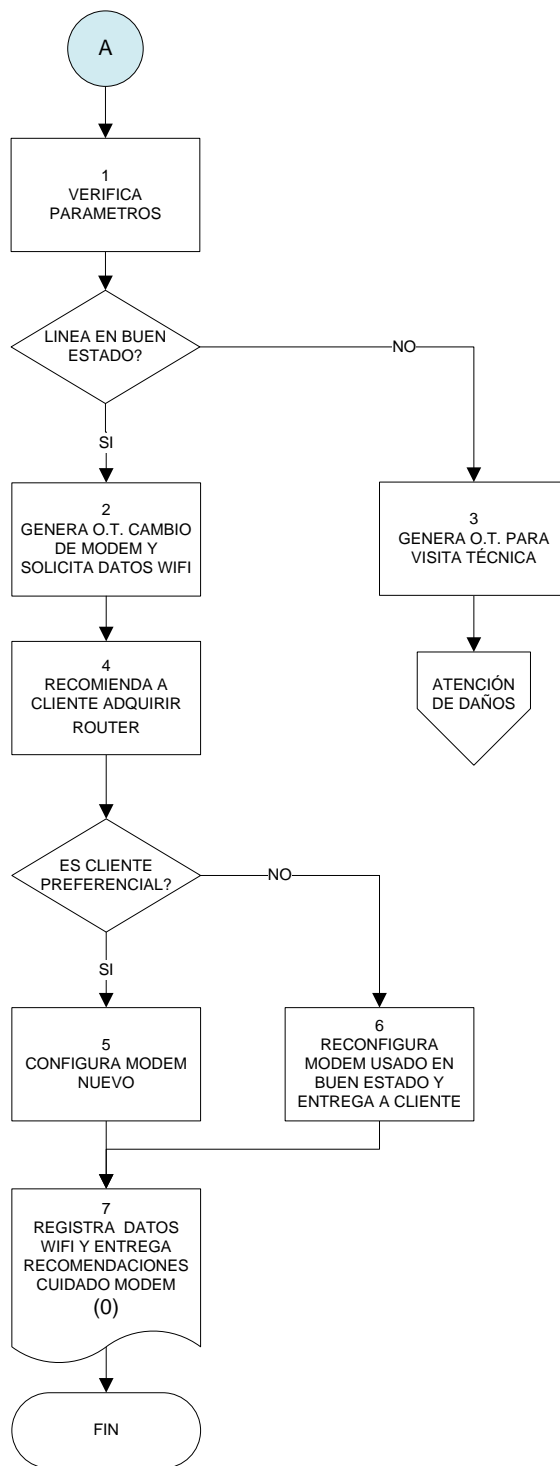 A
1
VERIFICA
PARAMETROS
LINEA EN BUEN
ESTADO?
NO
SI
2
GENERA O.T. CAMBIO
DE MODEM Y
SOLICITA DATOS WIFI
3
GENERA O.T. PARA
VISITA TÉCNICA
4
RECOMIENDA A
CLIENTE ADQUIRIR
ROUTER
ATENCIÓN
DE DAÑOS
ES CLIENTE
PREFERENCIAL?
NO
SI
5
CONFIGURA MODEM
NUEVO
6
RECONFIGURA
MODEM USADO EN
BUEN ESTADO Y
ENTREGA A CLIENTE
7
REGISTRA DATOS
WIFI Y ENTREGA
RECOMENDACIONES
CUIDADO MODEM
(0)
FIN